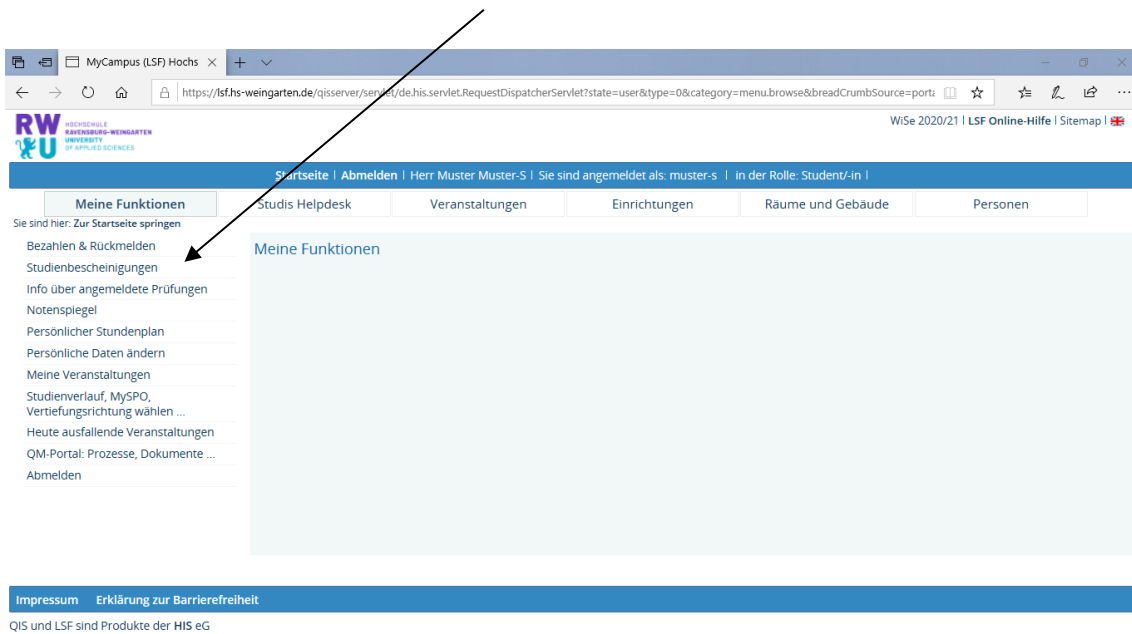 MyCampus (LSF) Hochs
https://lsf.hs-weingarten.de/qisserver/servlet/de.his.servlet.RequestDispatcherServlet?state=user&type=0&category=menu.browse&breadCrumbSource=porta
RW
U
HOCHSCHULE
RAVENSBURG-WEINGARTEN
UNIVERSITY
OF APPLIED SCIENCES
WiSe 2020/21 | LSF Online-Hilfe | Sitemap |
Startseite | Abmelden | Herr Muster Muster-S | Sie sind angemeldet als: muster-s | in der Rolle: Student/-in |
Meine Funktionen Studis Helpdesk Veranstaltungen Einrichtungen Räume und Gebäude Personen
Sie sind hier: Zur Startseite springen
Bezahlen & Rückmelden
Meine Funktionen
Studienbescheinigungen
Info über angemeldete Prüfungen
Notenspiegel
Persönlicher Stundenplan
Persönliche Daten ändern
Meine Veranstaltungen
Studienverlauf, MySPO,
Vertiefungsrichtung wählen ...
Heute ausfallende Veranstaltungen
QM-Portal: Prozesse, Dokumente ...
Abmelden
Impressum Erklärung zur Barrierefreiheit
QIS und LSF sind Produkte der HIS eG